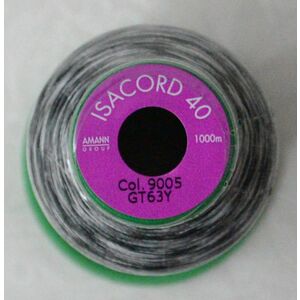 ISACORD 40
AMANN
GROUP
1000m
Col. 9005
GT63Y